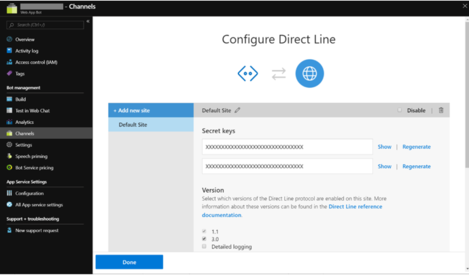 - Channels
Web App Bot
Search (Ctrl+/)
Overview
Activity log
Access control (IAM)
Tags
Bot management
Build
Test in Web Chat
Analytics
Channels
Settings
Speech priming
Bot Service pricing
App Service Settings
Configuration
All App service settings
Support + troubleshooting
New support request
Configure Direct Line
+ Add new site
Default Site
Default Site
Disable
Secret keys
XXXXXXXXXXXXXXXXXXXXXXXXXXXXXXX
Show | Regenerate
XXXXXXXXXXXXXXXXXXXXXXXXXXXXXXX
Show | Regenerate
Version
Select which versions of the Direct Line protocol are enabled on this site. More
information about these versions can be found in the Direct Line reference
documentation.
1.1
3.0
Detailed logging
Done